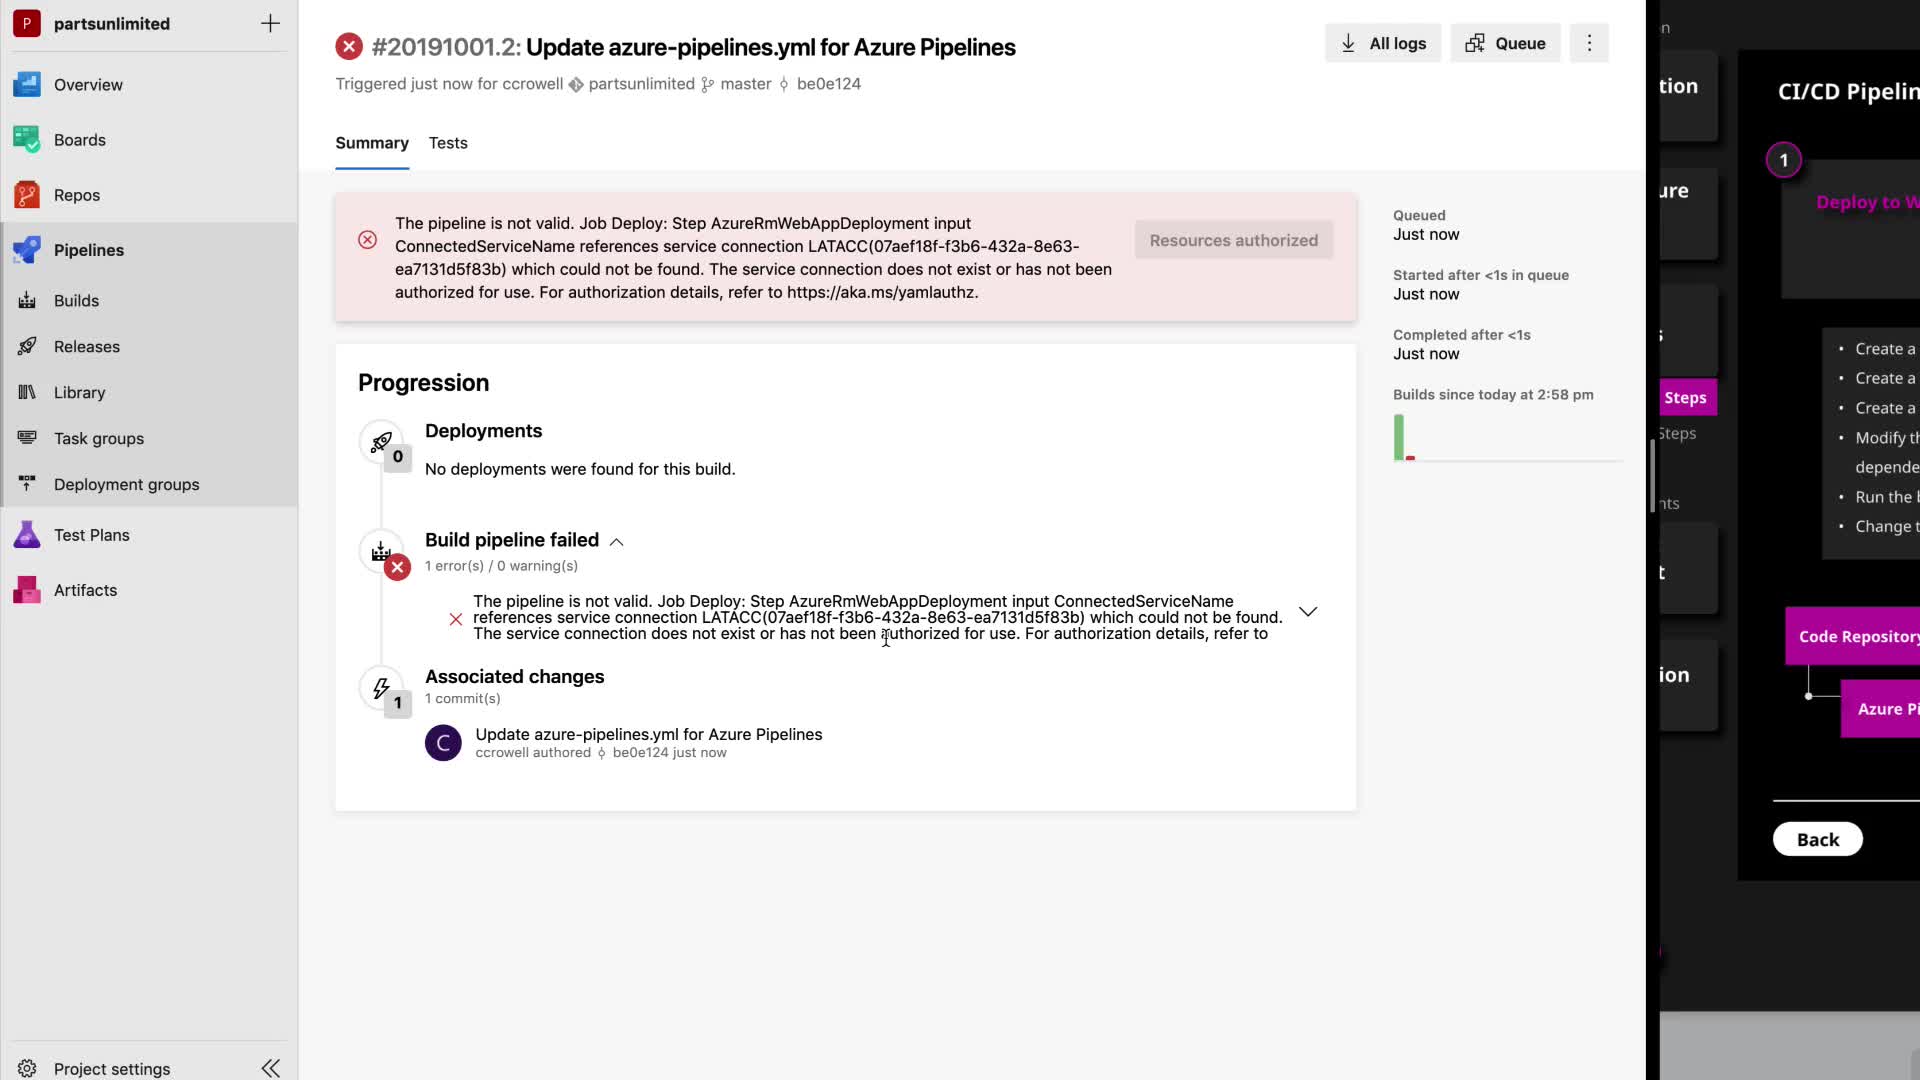 P partsunlimited
Overview
Boards
Repos
Pipelines
Builds
Releases
Library
Task groups
Deployment groups
Test Plans
Artifacts
Project settings
#20191001.2: Update azure-pipelines.yml for Azure Pipelines
Triggered just now for ccrowell partsunlimited master be0e124
All logs
Queue
Summary Tests
The pipeline is not valid. Job Deploy: Step AzureRmWebAppDeployment input
ConnectedServiceName references service connection LATACC(07aef18f-f3b6-432a-8e63-
ea7131d5f83b) which could not be found. The service connection does not exist or has not been
authorized for use. For authorization details, refer to https://aka.ms/yamlauthz.
Resources authorized
Progression
0
Deployments
No deployments were found for this build.
Build pipeline failed
1 error(s) / 0 warning(s)
The pipeline is not valid. Job Deploy: Step AzureRmWebAppDeployment input ConnectedServiceName
references service connection LATACC(07aef18f-f3b6-432a-8e63-ea7131d5f83b) which could not be found.
The service connection does not exist or has not been authorized for use. For authorization details, refer to
1
Associated changes
1 commit(s)
C
Update azure-pipelines.yml for Azure Pipelines
ccrowell authored be0e124 just now
Queued
Just now
Started after <1s in queue
Just now
Completed after <1s
Just now
Builds since today at 2:58 pm
n
tion
ure
s
Steps
Steps
nts
t
ion
CI/CD Pipelin
1
Deploy to W
• Create a
• Create a
• Create a
• Modify th
depende
• Run the b
• Change t
Code Repository
Azure Pi
Back